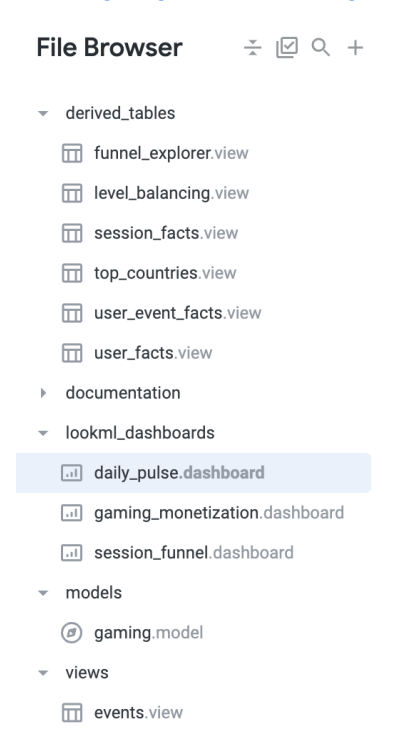 File Browser
derived_tables
funnel_explorer.view
level_balancing.view
session_facts.view
top_countries.view
user_event_facts.view
user_facts.view
documentation
lookml_dashboards
daily_pulse.dashboard
gaming_monetization.dashboard
session_funnel.dashboard
models
gaming.model
views
events.view